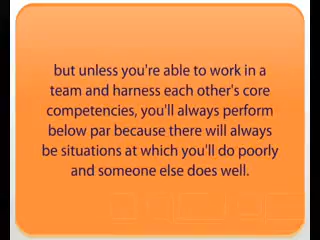 but unless you're able to work in a
team and harness each other's core
competencies, you'll always perform
below par because there will always
be situations at which you'll do poorly
and someone else does well.